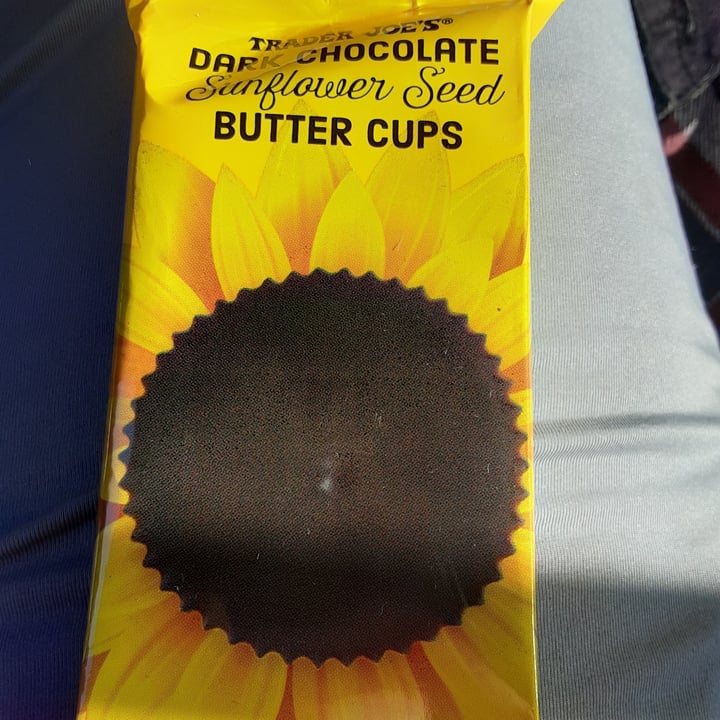 TRADER JOE'S®
DARK CHOCOLATE
Sunflower Seed
BUTTER CUPS